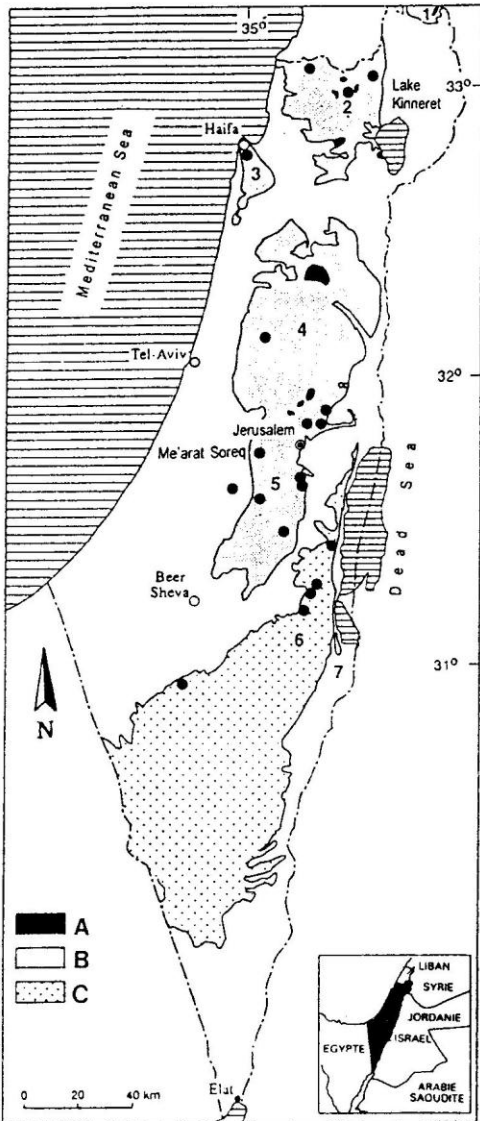 35°
1
33°
Lake
Kinneret
2
Haifa
3
Mediterranean Sea
4
Tel-Aviv
32°
8
Jerusalem
Me'arat Soreq
5
Dead Sea
Beer
Sheva
6
31°
7
N
A
B
C
0 20 40 km
Elat
LIBAN
SYRIE
JORDANIE
EGYPTE
ISRAEL
ARABIE
SAOUDITE